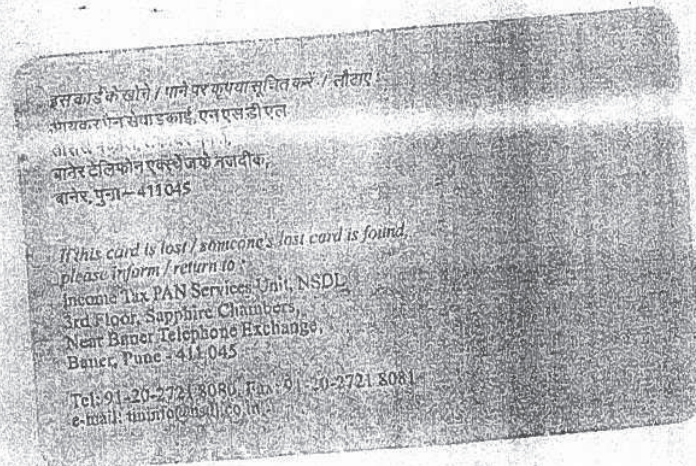 इस कार्ड के खोने / पाने पर कृपया सूचित करें / लौटाए :
आयकर पैन सेवा इकाई, एन एस डी एल
बानेर टेलिफोन एक्स्चेंज के नजदीक,
बानेर, पुना - 411045
If this card is lost / someone's lost card is found,
please inform / return to :
Income Tax PAN Services Unit, NSDL
3rd Floor, Sapphire Chambers,
Near Baner Telephone Exchange,
Baner, Pune - 411 045
Tel: 91-20-2721 8080, Fax: 91-20-2721 8081
e-mail: tininfo@nsdl.co.in